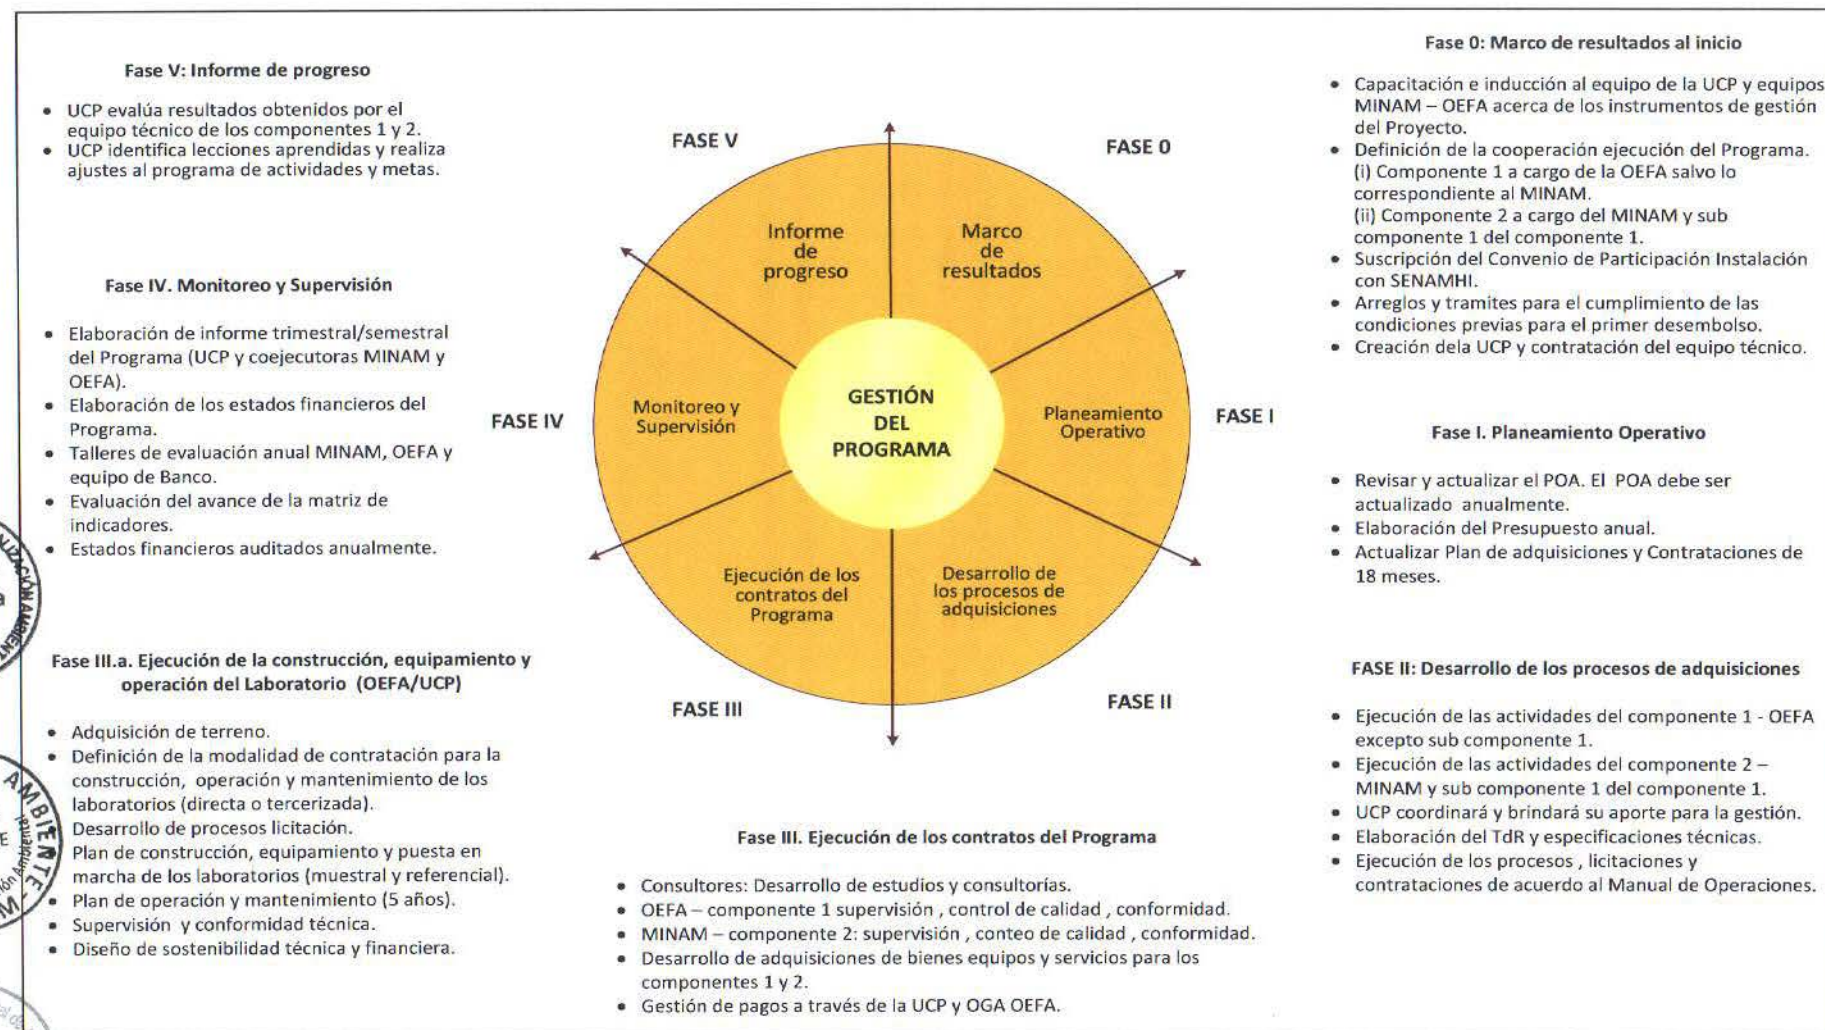 Fase V: Informe de progreso
• UCP evalúa resultados obtenidos por el
equipo técnico de los componentes 1 y 2.
• UCP identifica lecciones aprendidas y realiza
ajustes al programa de actividades y metas.
Fase IV. Monitoreo y Supervisión
• Elaboración de informe trimestral/semestral
del Programa (UCP y coejecutoras MINAM y
OEFA).
• Elaboración de los estados financieros del
Programa.
• Talleres de evaluación anual MINAM, OEFA y
equipo de Banco.
• Evaluación del avance de la matriz de
indicadores.
• Estados financieros auditados anualmente.
Fase III.a. Ejecución de la construcción, equipamiento y
operación del Laboratorio (OEFA/UCP)
• Adquisición de terreno.
• Definición de la modalidad de contratación para la
construcción, operación y mantenimiento de los
laboratorios (directa o tercerizada).
• Desarrollo de procesos licitación.
• Plan de construcción, equipamiento y puesta en
marcha de los laboratorios (muestral y referencial).
• Plan de operación y mantenimiento (5 años).
• Supervisión y conformidad técnica.
• Diseño de sostenibilidad técnica y financiera.
FASE V
FASE 0
Informe
de
progreso
Marco
de
resultados
FASE IV
Monitoreo y
Supervisión
GESTIÓN
DEL
PROGRAMA
Planeamiento
Operativo
FASE I
Ejecución de los
contratos del
Programa
Desarrollo de
los procesos de
adquisiciones
FASE III
FASE II
Fase III. Ejecución de los contratos del Programa
• Consultores: Desarrollo de estudios y consultorías.
• OEFA – componente 1 supervisión , control de calidad , conformidad.
• MINAM – componente 2: supervisión , conteo de calidad , conformidad.
• Desarrollo de adquisiciones de bienes equipos y servicios para los
componentes 1 y 2.
• Gestión de pagos a través de la UCP y OGA OEFA.
Fase 0: Marco de resultados al inicio
• Capacitación e inducción al equipo de la UCP y equipos
MINAM – OEFA acerca de los instrumentos de gestión
del Proyecto.
• Definición de la cooperación ejecución del Programa.
(i) Componente 1 a cargo de la OEFA salvo lo
correspondiente al MINAM.
(ii) Componente 2 a cargo del MINAM y sub
componente 1 del componente 1.
• Suscripción del Convenio de Participación Instalación
con SENAMHI.
• Arreglos y tramites para el cumplimiento de las
condiciones previas para el primer desembolso.
• Creación dela UCP y contratación del equipo técnico.
Fase I. Planeamiento Operativo
• Revisar y actualizar el POA. El POA debe ser
actualizado anualmente.
• Elaboración del Presupuesto anual.
• Actualizar Plan de adquisiciones y Contrataciones de
18 meses.
FASE II: Desarrollo de los procesos de adquisiciones
• Ejecución de las actividades del componente 1 - OEFA
excepto sub componente 1.
• Ejecución de las actividades del componente 2 –
MINAM y sub componente 1 del componente 1.
• UCP coordinará y brindará su aporte para la gestión.
• Elaboración del TdR y especificaciones técnicas.
• Ejecución de los procesos , licitaciones y
contrataciones de acuerdo al Manual de Operaciones.
AMBIENTE